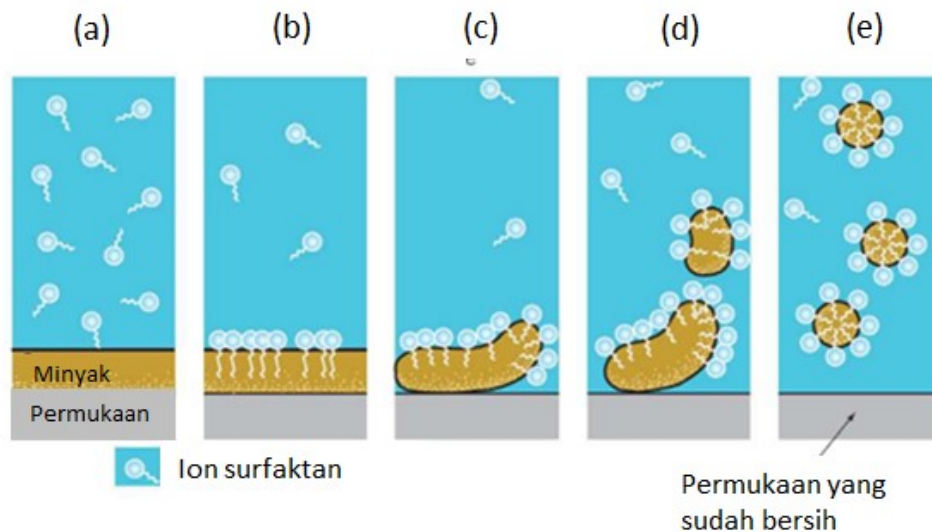 (a) (b) (c) (d) (e)
Minyak
Permukaan
Ion surfaktan
Permukaan yang
sudah bersih